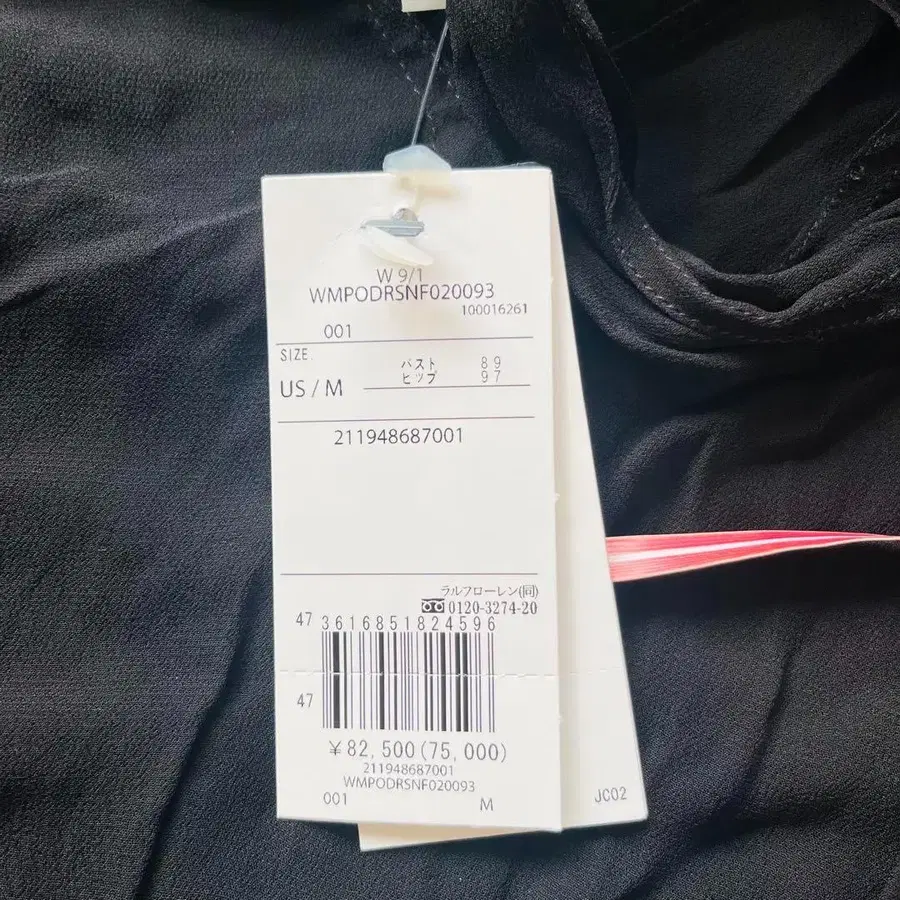 W 9/1
WMPODRSNF020093
100016261
001
SIZE
US / M
バスト 89
ヒップ 97
211948687001
ラルフローレン(同)
0120-3274-20
47 3616851824596
47
¥82,500(75,000)
211948687001
WMPODRSNF020093
001 M
JC02